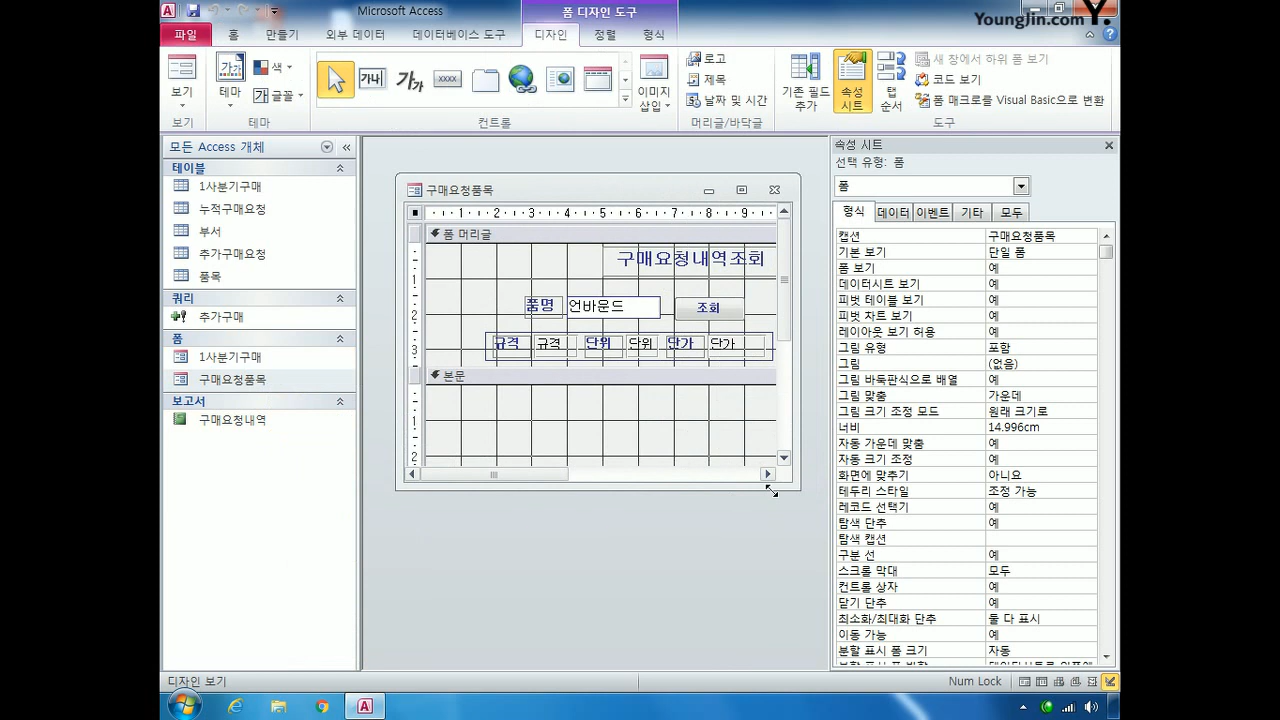 Microsoft Access
폼 디자인 도구
YoungJin.com Y.
파일 홈 만들기 외부 데이터 데이터베이스 도구 디자인 정렬 형식
보기
테마
색
글꼴
가나
가가
xxxx
이미지
삽입
로고
제목
날짜 및 시간
기존 필드
추가
속성
시트
탭
순서
새 창에서 하위 폼 보기
코드 보기
폼 매크로를 Visual Basic으로 변환
보기 테마 컨트롤 머리글/바닥글 도구
모든 Access 개체
테이블
1사분기구매
누적구매요청
부서
추가구매요청
품목
쿼리
추가구매
폼
1사분기구매
구매요청품목
보고서
구매요청내역
구매요청품목
1 2 3 4 5 6 7 8 9
폼 머리글
구매요청내역조회
품명 언바운드 조회
규격 규격 단위 단위 단가 단가
본문
1
2
3
1
2
속성 시트
선택 유형: 폼
폼
형식 데이터 이벤트 기타 모두
캡션 구매요청품목
기본 보기 단일 폼
폼 보기 예
데이터시트 보기 예
피벗 테이블 보기 예
피벗 차트 보기 예
레이아웃 보기 허용 예
그림 유형 포함
그림 (없음)
그림 바둑판식으로 배열 예
그림 맞춤 가운데
그림 크기 조정 모드 원래 크기로
너비 14.996cm
자동 가운데 맞춤 예
자동 크기 조정 예
화면에 맞추기 아니요
테두리 스타일 조정 가능
레코드 선택기 예
탐색 단추 예
탐색 캡션
구분 선 예
스크롤 막대 모두
컨트롤 상자 예
닫기 단추 예
최소화/최대화 단추 둘 다 표시
이동 가능 예
분할 표시 폼 크기 자동
디자인 보기
Num Lock